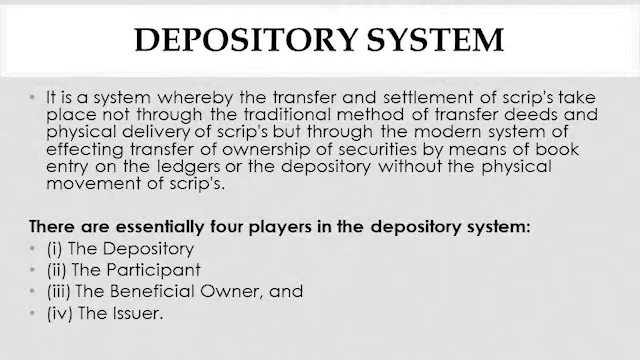 DEPOSITORY SYSTEM
• It is a system whereby the transfer and settlement of scrip's take
place not through the traditional method of transfer deeds and
physical delivery of scrip's but through the modern system of
effecting transfer of ownership of securities by means of book
entry on the ledgers or the depository without the physical
movement of scrip's.
There are essentially four players in the depository system:
• (i) The Depository
• (ii) The Participant
• (iii) The Beneficial Owner, and
• (iv) The Issuer.